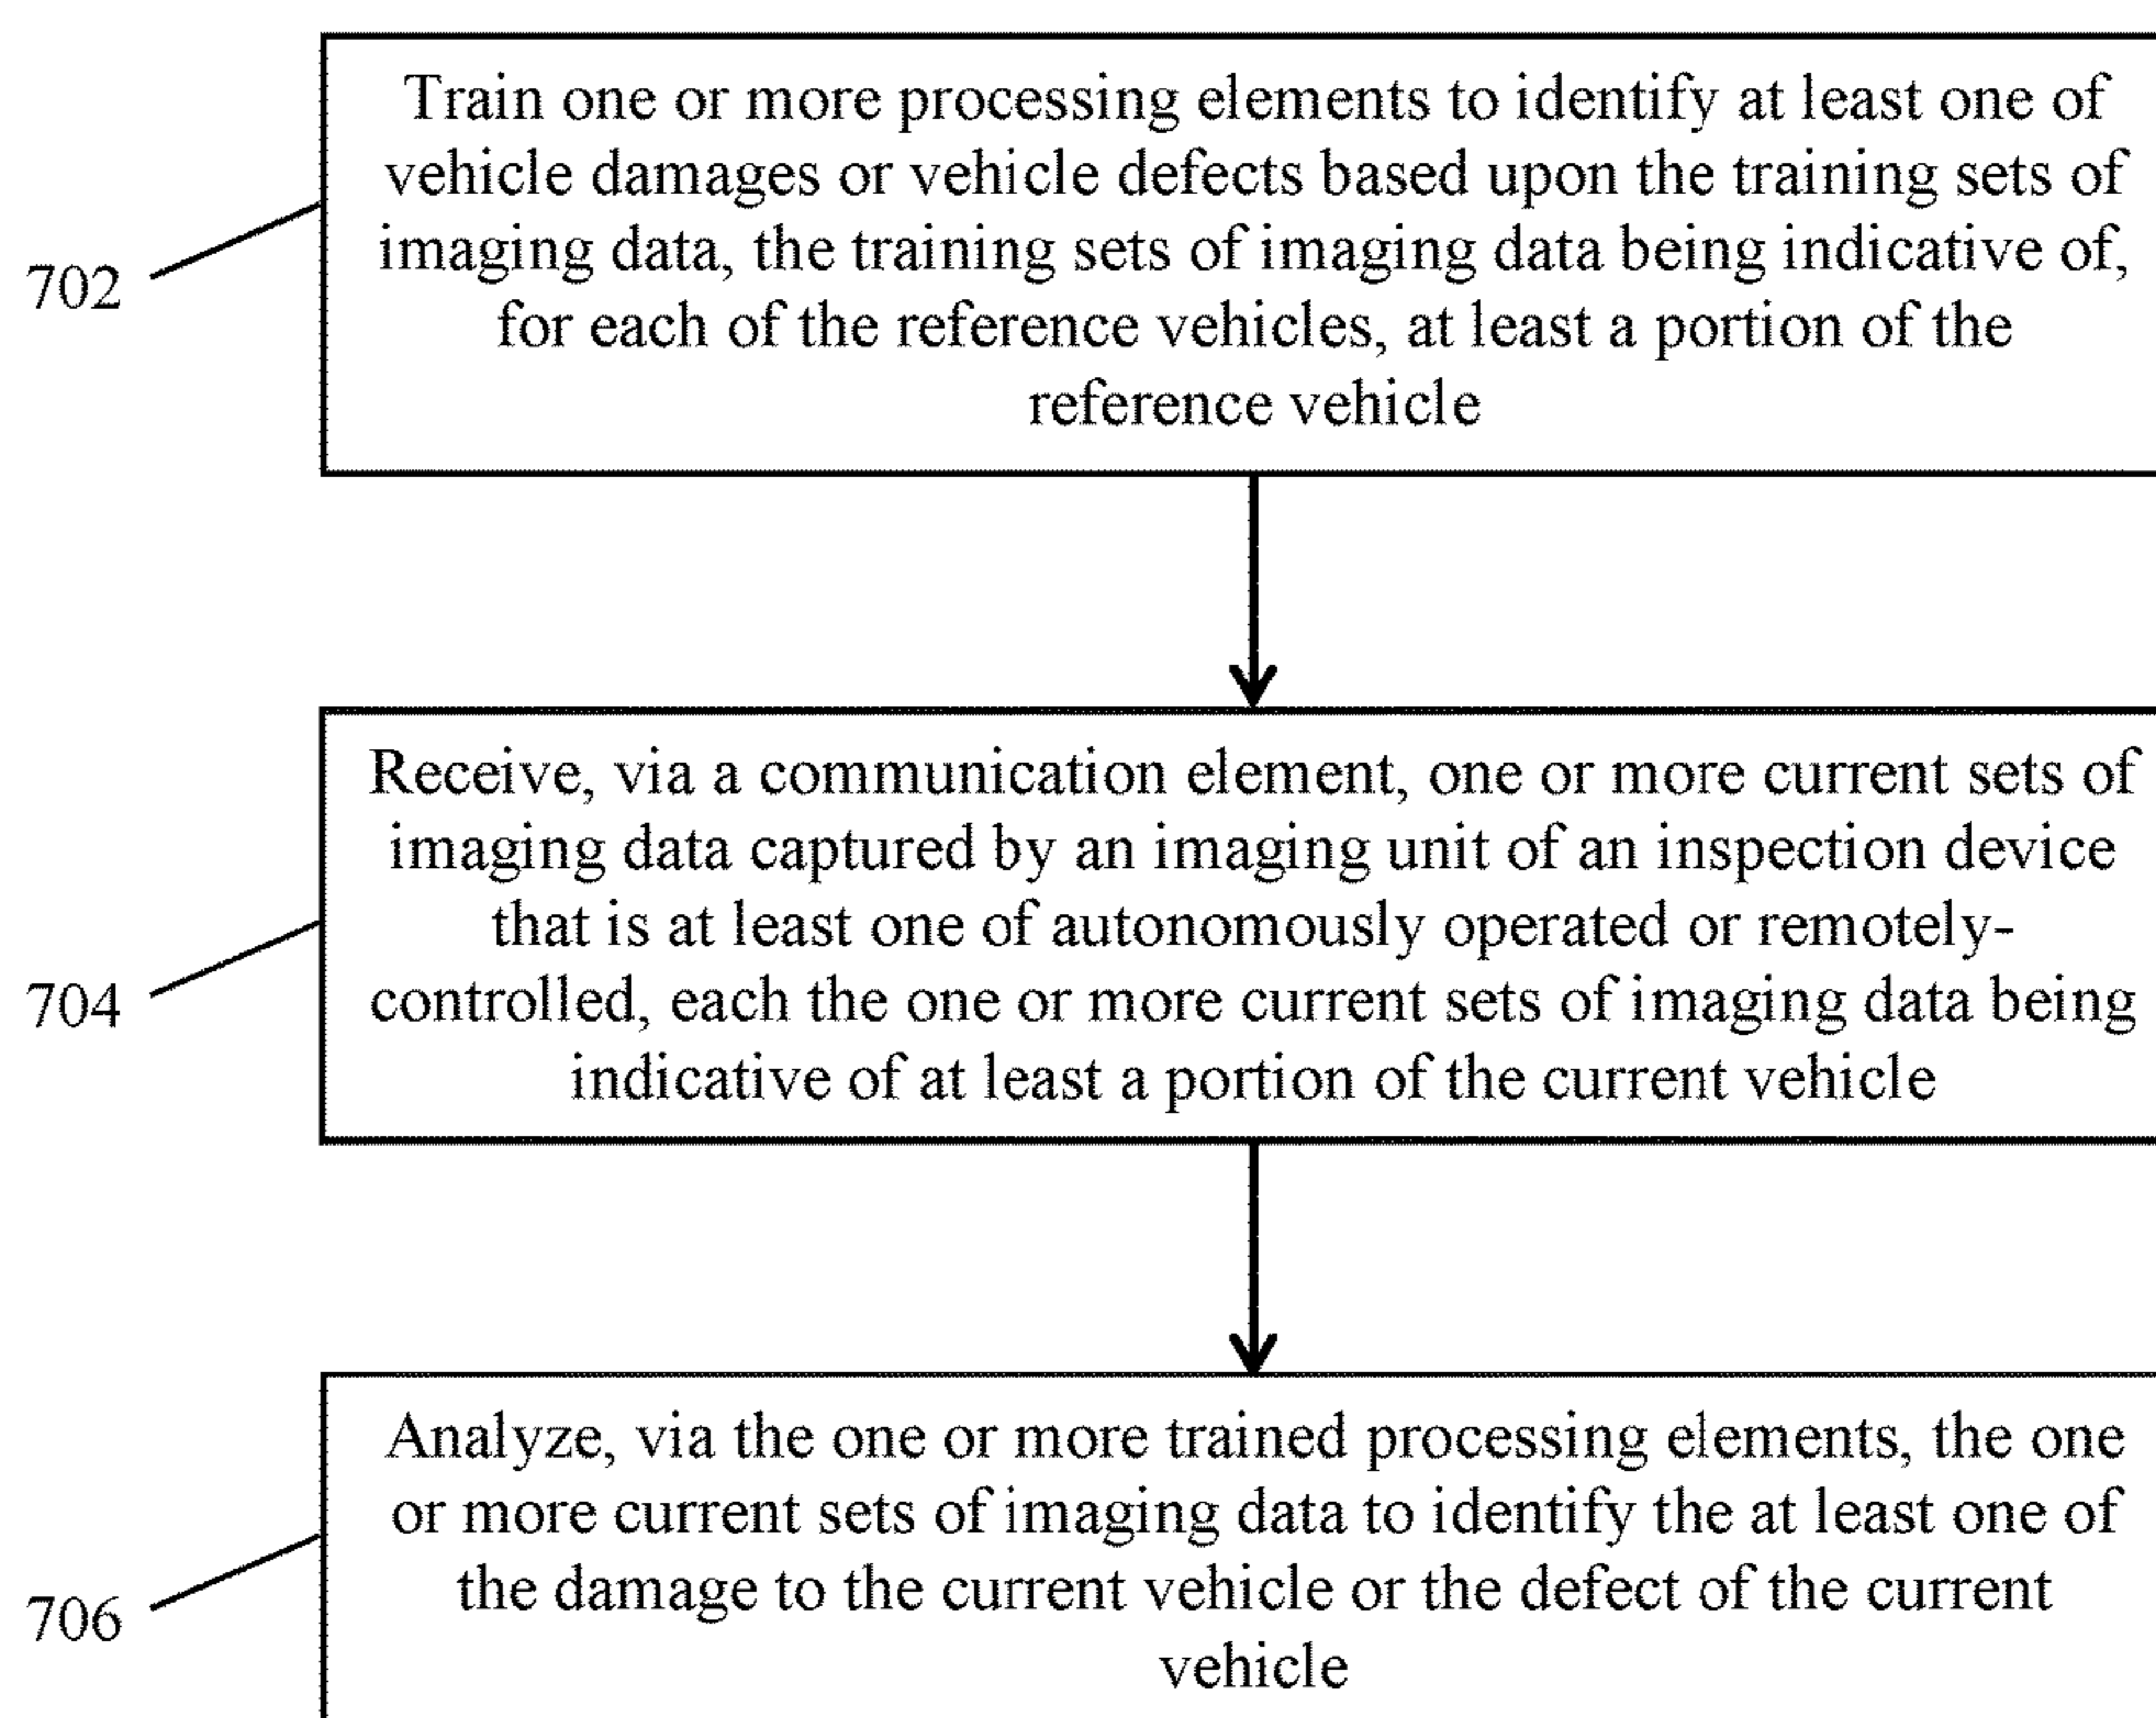 Train one or more processing elements to identify at least one of
vehicle damages or vehicle defects based upon the training sets of
imaging data, the training sets of imaging data being indicative of,
for each of the reference vehicles, at least a portion of the
reference vehicle
702
Receive, via a communication element, one or more current sets of
imaging data captured by an imaging unit of an inspection device
that is at least one of autonomously operated or remotely-
controlled, each the one or more current sets of imaging data being
indicative of at least a portion of the current vehicle
704
Analyze, via the one or more trained processing elements, the one
or more current sets of imaging data to identify the at least one of
the damage to the current vehicle or the defect of the current
vehicle
706